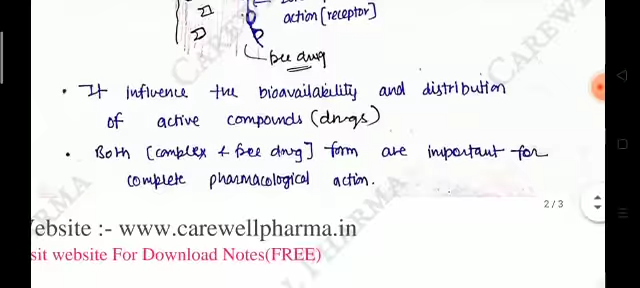 action [receptor]
free drug
• It influence the bioavailability and distribution
of active compounds (drugs)
• Both [complex + free drug] form are important for
complete pharmacological action.
2 / 3
ebsite :- www.carewellpharma.in
sit website For Download Notes(FREE)